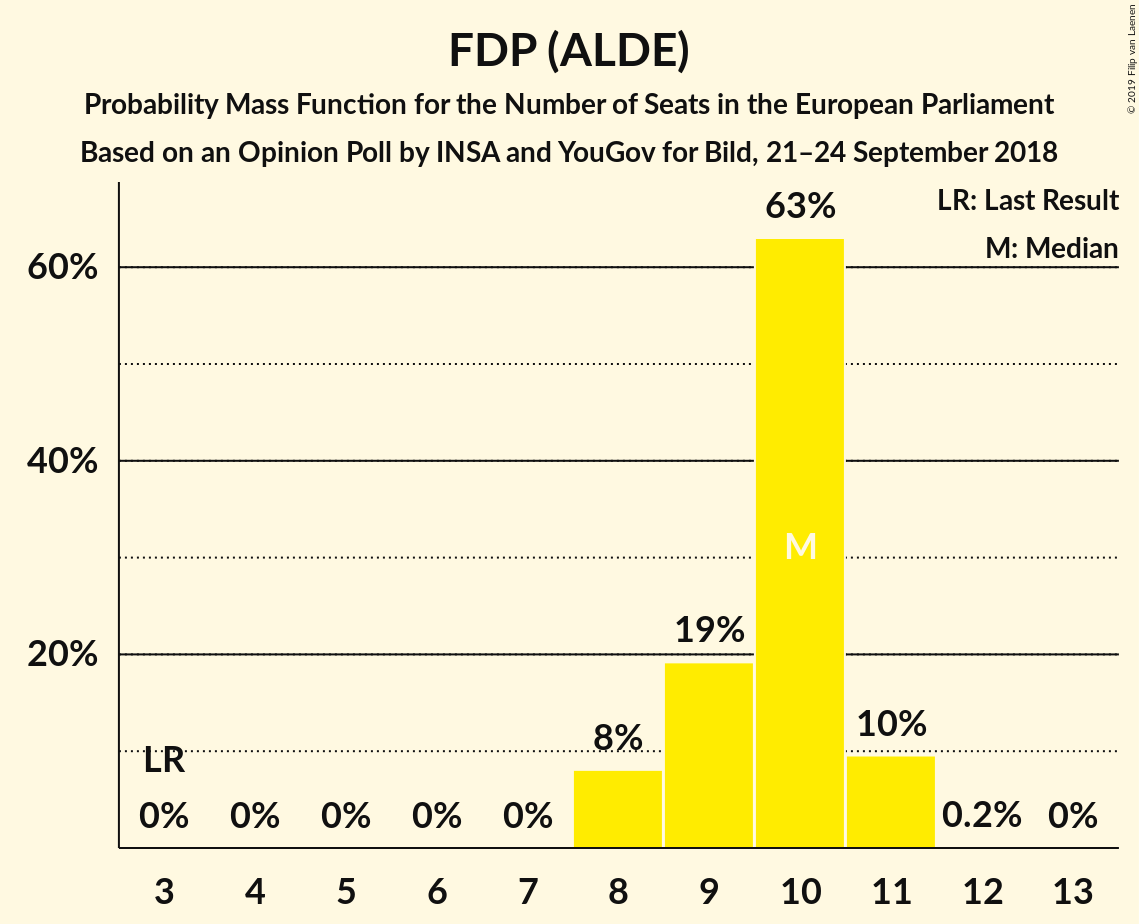 FDP (ALDE)
Probability Mass Function for the Number of Seats in the European Parliament
Based on an Opinion Poll by INSA and YouGov for Bild, 21–24 September 2018
© 2019 Filip van Laenen
LR: Last Result
M: Median
60%
40%
20%
63%
M
19%
10%
8%
LR
0%
0%
0%
0%
0%
0.2%
0%
3 4 5 6 7 8 9 10 11 12 13